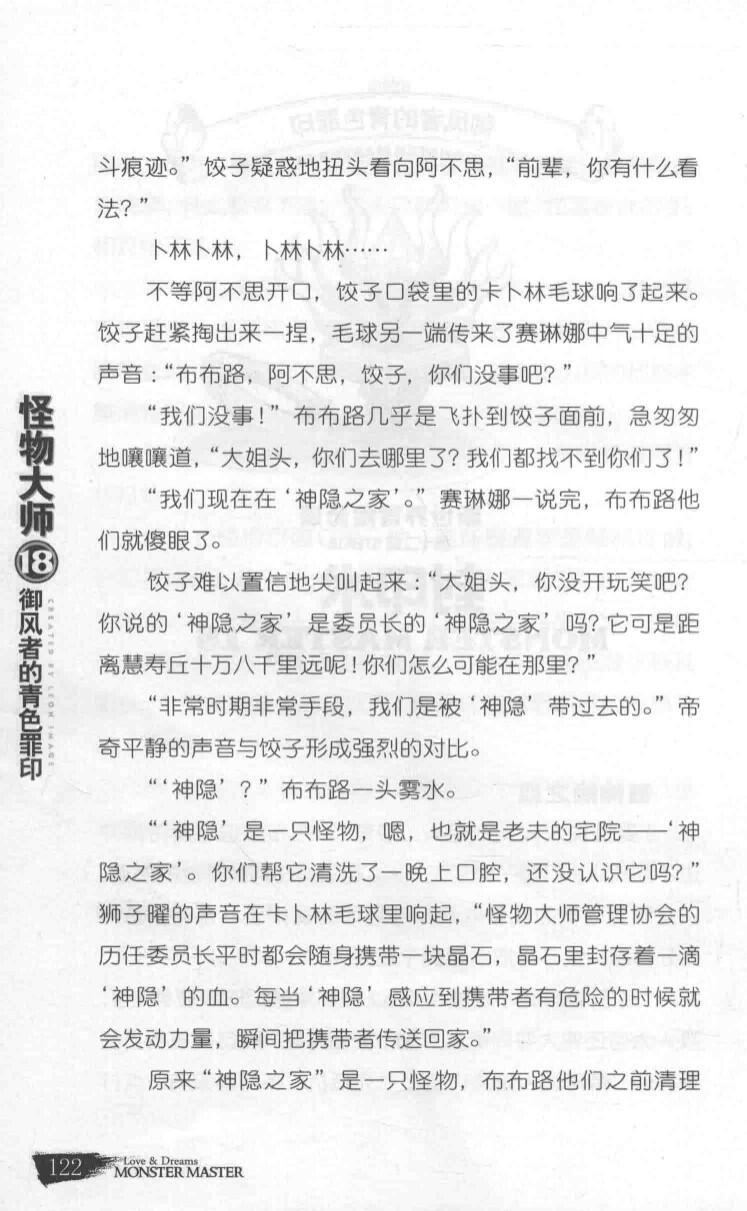 斗痕迹。”饺子疑惑地扭头看向阿不思，“前辈，你有什么看
法？”
卜林卜林，卜林卜林……
不等阿不思开口，饺子口袋里的卡卜林毛球响了起来。
饺子赶紧掏出来一捏，毛球另一端传来了赛琳娜中气十足的
声音：“布布路，阿不思，饺子，你们没事吧？”
“我们没事！”布布路几乎是飞扑到饺子面前，急匆匆
地嚷嚷道，“大姐头，你们去哪里了？我们都找不到你们了！”
“我们现在在‘神隐之家’。”赛琳娜一说完，布布路他
们就傻眼了。
饺子难以置信地尖叫起来：“大姐头，你没开玩笑吧？
你说的‘神隐之家’是委员长的‘神隐之家’吗？它可是距
离慧寿丘十万八千里远呢！你们怎么可能在那里？”
“非常时期非常手段，我们是被‘神隐’带过去的。”帝
奇平静的声音与饺子形成强烈的对比。
“‘神隐’？”布布路一头雾水。
“‘神隐’是一只怪物，嗯，也就是老夫的宅院——‘神
隐之家’。你们帮它清洗了一晚上口腔，还没认识它吗？”
狮子曜的声音在卡卜林毛球里响起，“怪物大师管理协会的
历任委员长平时都会随身携带一块晶石，晶石里封存着一滴
‘神隐’的血。每当‘神隐’感应到携带者有危险的时候就
会发动力量，瞬间把携带者传送回家。”
原来“神隐之家”是一只怪物，布布路他们之前清理
怪物大师
18
御风者的青色罪印
CREATED BY LEON IMAGE
122
Love & Dreams
MONSTER MASTER